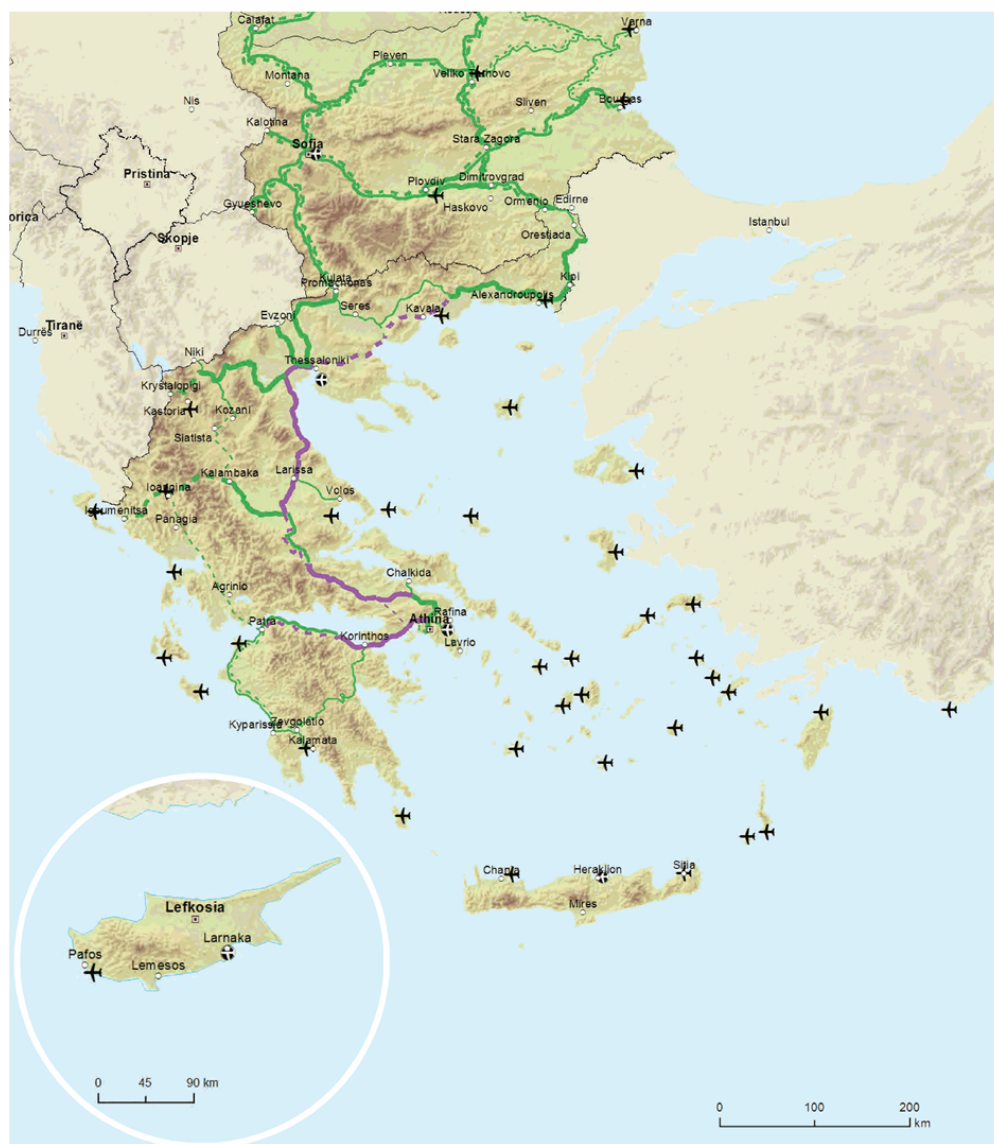 Calafat
Varna
Pleven
Montana
Veliko Tarnovo
Nis
Sliven
Bourgas
Kalotina
Sofia
Stara Zagora
Pristina
Plovdiv
Dimitrovgrad
Gyueshevo
Haskovo
Ormenio
Edirne
orica
Orestiada
Istanbul
Skopje
Kulata
Promachonas
Kipi
Alexandroupolis
Seres
Kavala
Evzoni
Durrës
Tiranë
Niki
Thessaloniki
Krystalopigi
Kastoria
Kozani
Siatista
Larissa
Kalambaka
Ioannina
Volos
Igoumenitsa
Panagia
Chalkida
Agrinio
Rafina
Patra
Athina
Korinthos
Lavrio
Kyparissia
Zevgolatio
Kalamata
Chania
Heraklion
Sitia
Mires
Lefkosia
Larnaka
Pafos
Lemesos
0 45 90 km
0 100 200
km